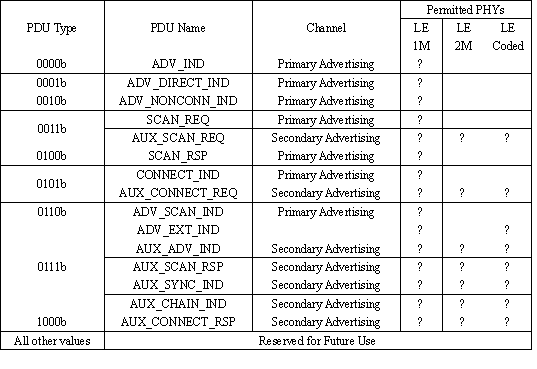 Permitted PHYs
PDU Type PDU Name Channel LE LE LE
1M 2M Coded
0000b ADV_IND Primary Advertising ?
0001b ADV_DIRECT_IND Primary Advertising ?
0010b ADV_NONCONN_IND Primary Advertising ?
0011b SCAN_REQ Primary Advertising ?
AUX_SCAN_REQ Secondary Advertising ? ? ?
0100b SCAN_RSP Primary Advertising ?
0101b CONNECT_IND Primary Advertising ?
AUX_CONNECT_REQ Secondary Advertising ? ? ?
0110b ADV_SCAN_IND Primary Advertising ?
ADV_EXT_IND ? ?
AUX_ADV_IND Secondary Advertising ? ? ?
0111b AUX_SCAN_RSP Secondary Advertising ? ? ?
AUX_SYNC_IND Secondary Advertising ? ? ?
AUX_CHAIN_IND Secondary Advertising ? ? ?
1000b AUX_CONNECT_RSP Secondary Advertising ? ? ?
All other values Reserved for Future Use